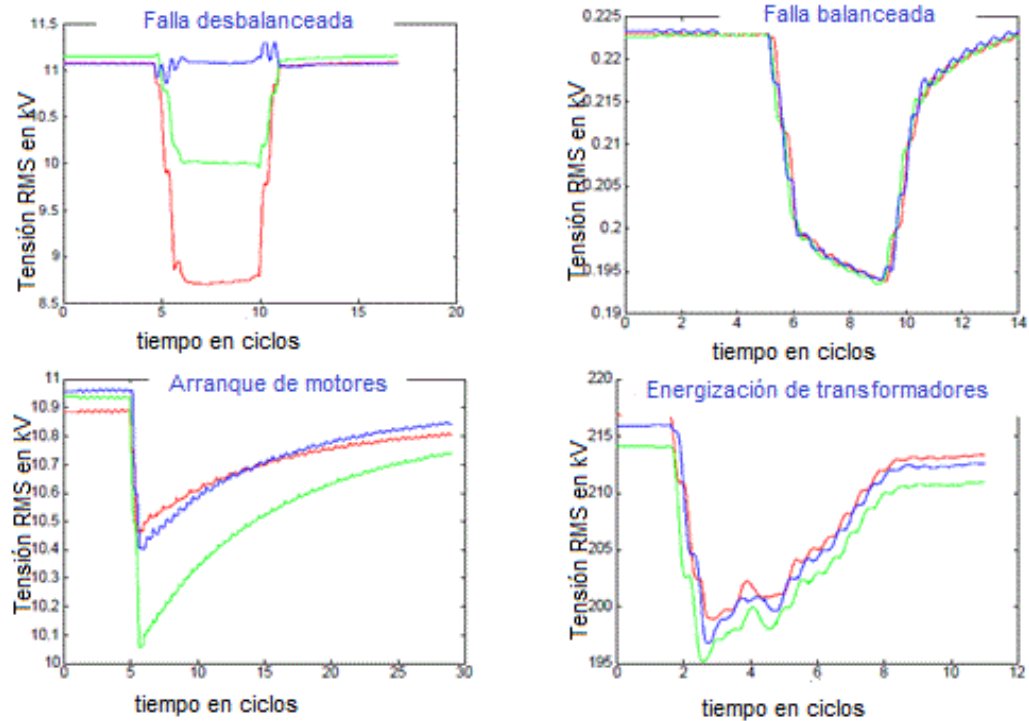 Falla desbalanceada
Tensión RMS en kV
11.5
11
10.5
10
9.5
9
8.5
0 5 10 15 20
tiempo en ciclos
Falla balanceada
Tensión RMS en kV
0.225
0.22
0.215
0.21
0.205
0.2
0.195
0.19
0 2 4 6 8 10 12 14
tiempo en ciclos
Arranque de motores
Tensión RMS en kV
11
10.9
10.8
10.7
10.6
10.5
10.4
10.3
10.2
10.1
10
0 5 10 15 20 25 30
tiempo en ciclos
Energización de transformadores
Tensión RMS en kV
220
215
210
205
200
195
0 2 4 6 8 10 12
tiempo en ciclos